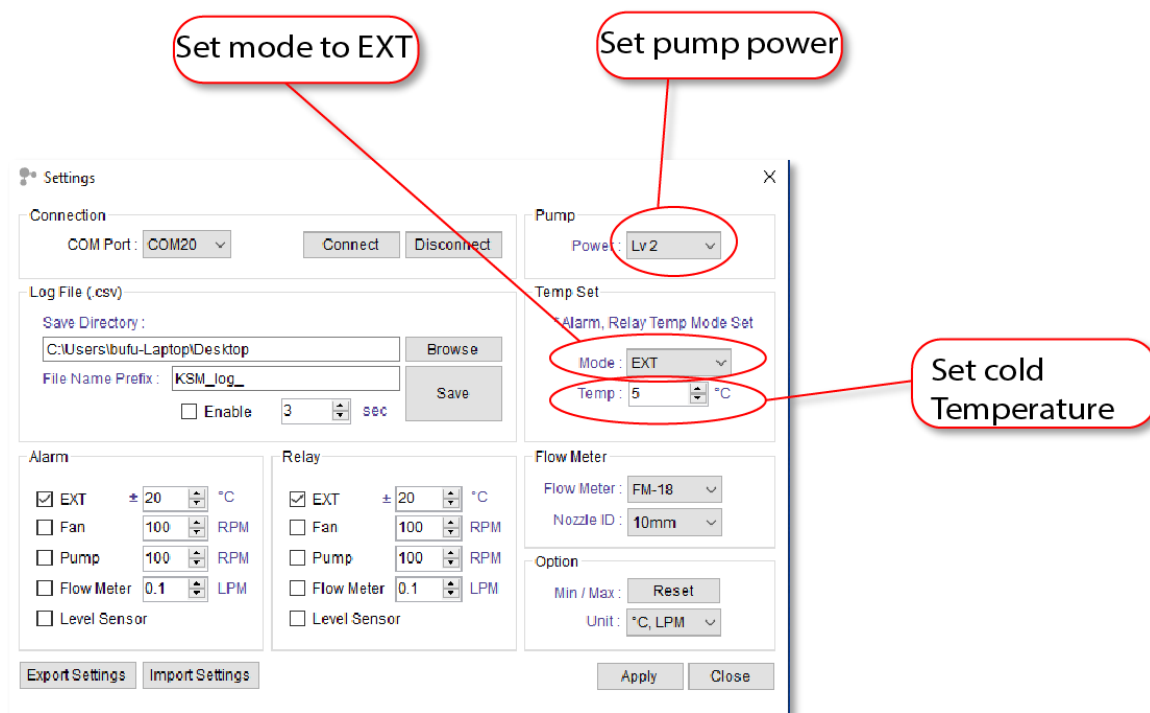 Set mode to EXT
Set pump power
Settings
Connection
COM Port : COM20
Connect
Disconnect
Pump
Power : Lv2
Log File (.csv)
Save Directory :
C:\Users\bufu-Laptop\Desktop
Browse
File Name Prefix : KSM_log_
Save
Enable 3 sec
Temp Set
* Alarm, Relay Temp Mode Set
Mode : EXT
Temp : 5 °C
Set cold
Temperature
Alarm
EXT ± 20 °C
Fan 100 RPM
Pump 100 RPM
Flow Meter 0.1 LPM
Level Sensor
Relay
EXT ± 20 °C
Fan 100 RPM
Pump 100 RPM
Flow Meter 0.1 LPM
Level Sensor
Flow Meter
Flow Meter : FM-18
Nozzle ID : 10mm
Option
Min / Max : Reset
Unit : °C, LPM
Export Settings
Import Settings
Apply
Close